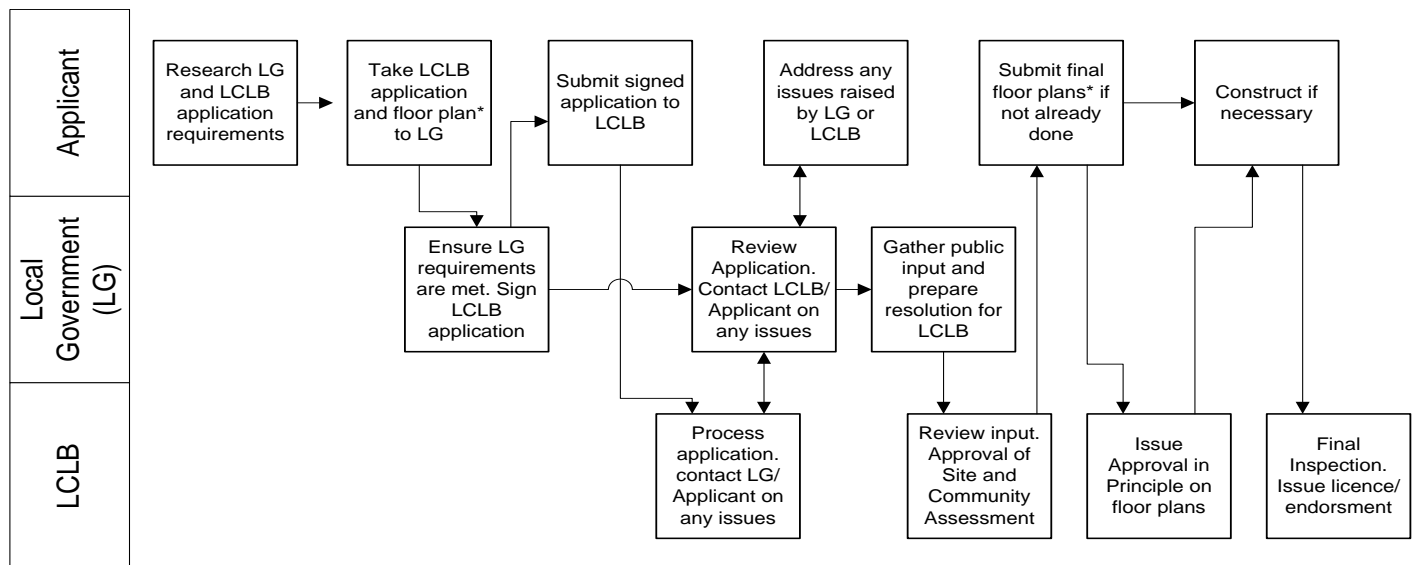 Applicant
Research LG
and LCLB
application
requirements
Take LCLB
application
and floor plan*
to LG
Submit signed
application to
LCLB
Address any
issues raised
by LG or
LCLB
Submit final
floor plans* if
not already
done
Construct if
necessary
Local
Government
(LG)
Ensure LG
requirements
are met. Sign
LCLB
application
Review
Application.
Contact LCLB/
Applicant on
any issues
Gather public
input and
prepare
resolution for
LCLB
LCLB
Process
application.
contact LG/
Applicant on
any issues
Review input.
Approval of
Site and
Community
Assessment
Issue
Approval in
Principle on
floor plans
Final
Inspection.
Issue licence/
endorsment